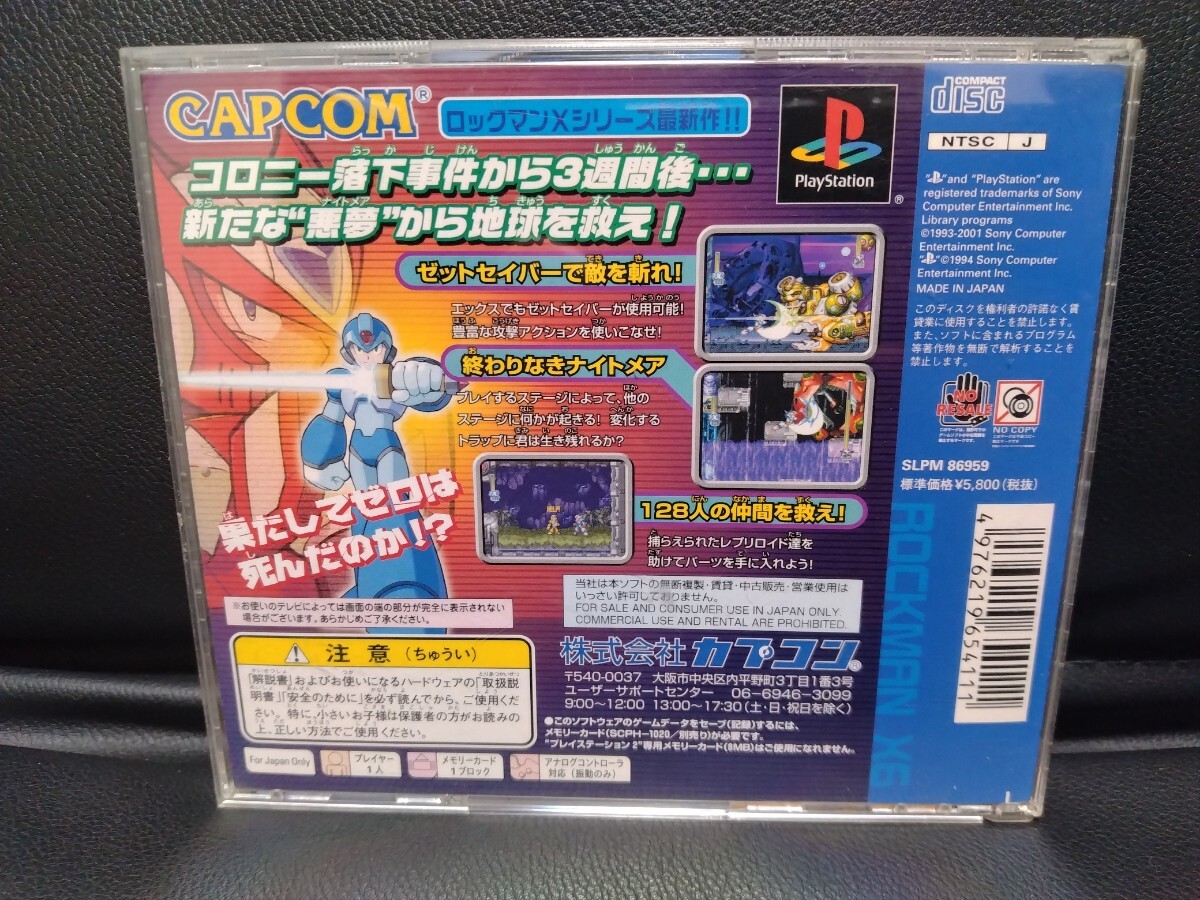 CAPCOM®
ロックマンXシリーズ最新作!!
コロニー落下事件から3週間後・・・
新たな“悪夢”から地球を救え!
ゼットセイバーで敵を斬れ!
エックスでもゼットセイバーが使用可能!
豊富な攻撃アクションを使いこなせ!
終わりなきナイトメア
プレイするステージによって、他の
ステージに何かが起きる! 変化する
トラップに君は生き残れるか?
128人の仲間を救え!
捕らえられたレプリロイド達を
助けてパーツを手に入れよう!
果たしてゼロは
死んだのか!?
※お使いのテレビによっては画面の端の部分が完全に表示されない
場合がございます。あらかじめご了承ください。
当社は本ソフトの無断複製・賃貸・中古販売・営業使用は
いっさい許可しておりません。
FOR SALE AND CONSUMER USE IN JAPAN ONLY.
COMMERCIAL USE AND RENTAL ARE PROHIBITED.
注意(ちゅうい)
「解説書」およびお使いになるハードウェアの「取扱説
明書」「安全のために」を必ず読んでから、ご使用くだ
さい。特に、小さいお子様は保護者の方がお読みの
上、正しい方法でご使用ください。
株式会社カプコン®
〒540-0037 大阪市中央区内平野町3丁目1番3号
ユーザーサポートセンター 06-6946-3099
9:00〜12:00 13:00〜17:30(土・日・祝日を除く)
●このソフトウェアのゲームデータをセーブ(記録)するには、
メモリーカード(SCPH-1020/別売り)が必要です。
“プレイステーション 2”専用メモリーカード(8MB)はご使用になれません。
For Japan Only
プレイヤー
1人
メモリーカード
1ブロック
アナログコントローラ
対応(振動のみ)
PlayStation
®
COMPACT
disc
NTSC J
“PS”and “PlayStation” are
registered trademarks of Sony
Computer Entertainment Inc.
Library programs
©1993-2001 Sony Computer
Entertainment Inc.
“PS”©1994 Sony Computer
Entertainment Inc.
MADE IN JAPAN
このディスクを権利者の許諾なく賃
貸業に使用することを禁止します。
また、ソフトに含まれるプログラム
等著作物を無断で解析することを
禁止します。
NO
RESALE
NO COPY
SLPM 86959
標準価格¥5,800(税抜)
4976219654111
ROCKMAN X6